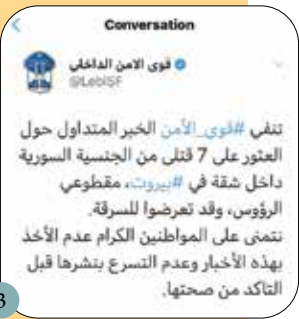 Conversation
قوى الامن الداخلي
@LebISF
تنفي #قوى_الأمن الخبر المتداول حول
العثور على 7 قتلى من الجنسية السورية
داخل شقة في #بيروت، مقطوعي
الرؤوس، وقد تعرضوا للسرقة.
نتمنى على المواطنين الكرام عدم الأخذ
بهذه الأخبار وعدم التسرع بنشرها قبل
التاكد من صحتها.
3